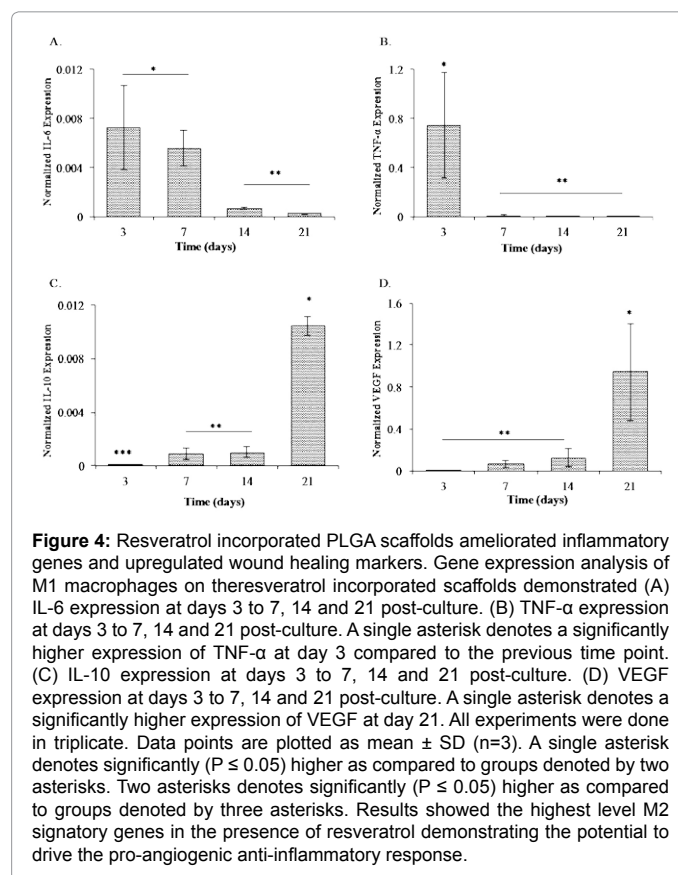 A.
Normalized IL-6 Expression
0.012
0.008
0.004
0
*
**
3 7 14 21
Time (days)
B.
Normalized TNF-α Expression
1.2
0.8
0.4
0
*
**
3 7 14 21
Time (days)
C.
Normalized IL-10 Expression
0.012
0.008
0.004
0
***
**
*
3 7 14 21
Time (days)
D.
Normalized VEGF Expression
1.6
1.2
0.8
0.4
0
**
*
3 7 14 21
Time (days)
Figure 4: Resveratrol incorporated PLGA scaffolds ameliorated inflammatory
genes and upregulated wound healing markers. Gene expression analysis of
M1 macrophages on theresveratrol incorporated scaffolds demonstrated (A)
IL-6 expression at days 3 to 7, 14 and 21 post-culture. (B) TNF-α expression
at days 3 to 7, 14 and 21 post-culture. A single asterisk denotes a significantly
higher expression of TNF-α at day 3 compared to the previous time point.
(C) IL-10 expression at days 3 to 7, 14 and 21 post-culture. (D) VEGF
expression at days 3 to 7, 14 and 21 post-culture. A single asterisk denotes a
significantly higher expression of VEGF at day 21. All experiments were done
in triplicate. Data points are plotted as mean ± SD (n=3). A single asterisk
denotes significantly (P ≤ 0.05) higher as compared to groups denoted by two
asterisks. Two asterisks denotes significantly (P ≤ 0.05) higher as compared
to groups denoted by three asterisks. Results showed the highest level M2
signatory genes in the presence of resveratrol demonstrating the potential to
drive the pro-angiogenic anti-inflammatory response.